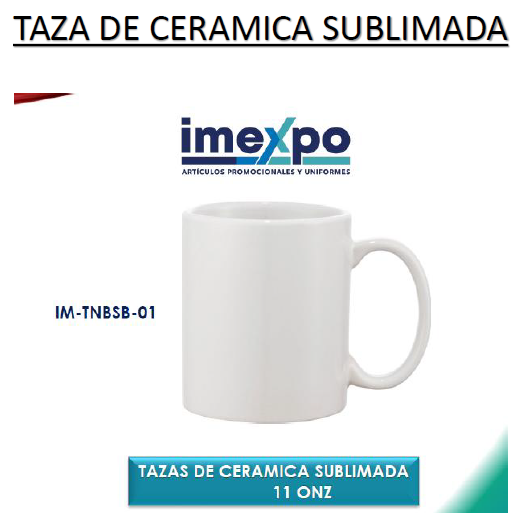 TAZA DE CERAMICA SUBLIMADA
imexpo
ARTÍCULOS PROMOCIONALES Y UNIFORMES
IM-TNBSB-01
TAZAS DE CERAMICA SUBLIMADA
11 ONZ